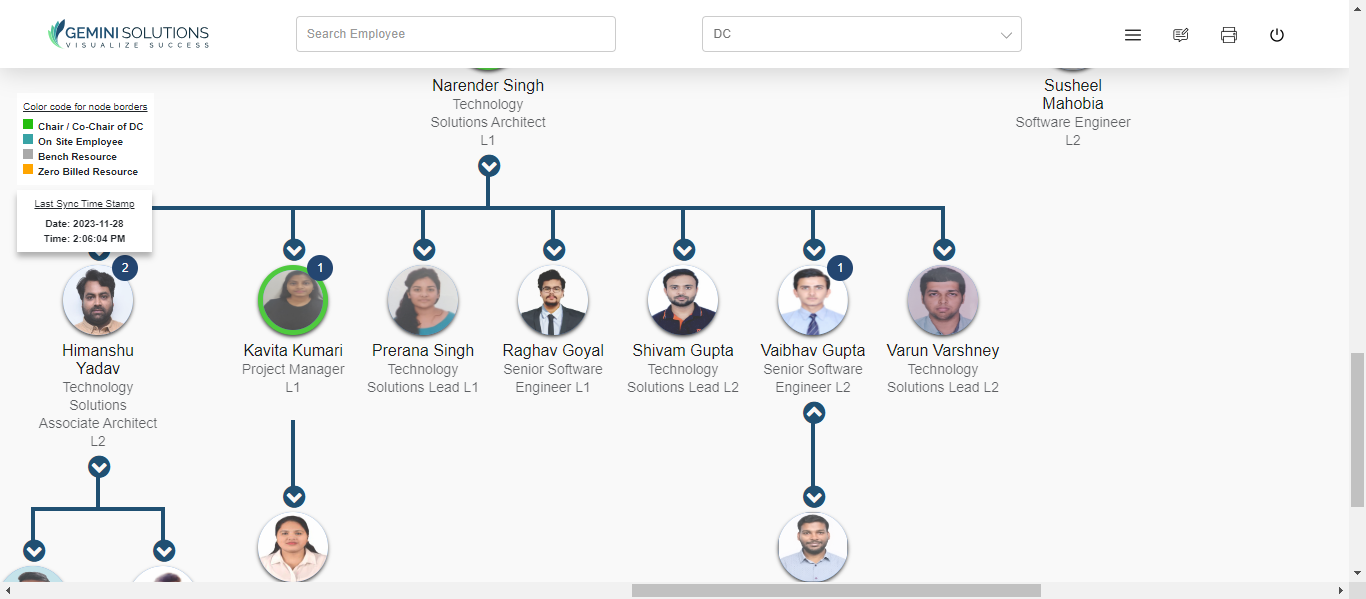 GEMINI SOLUTIONS
VISUALIZE SUCCESS
Search Employee
DC
Narender Singh
Technology
Solutions Architect
L1
Susheel
Mahobia
Software Engineer
L2
Color code for node borders
Chair / Co-Chair of DC
On Site Employee
Bench Resource
Zero Billed Resource
Last Sync Time Stamp
Date: 2023-11-28
Time: 2:06:04 PM
2
Himanshu
Yadav
Technology
Solutions
Associate Architect
L2
1
Kavita Kumari
Project Manager
L1
Prerana Singh
Technology
Solutions Lead L1
Raghav Goyal
Senior Software
Engineer L1
Shivam Gupta
Technology
Solutions Lead L2
1
Vaibhav Gupta
Senior Software
Engineer L2
Varun Varshney
Technology
Solutions Lead L2